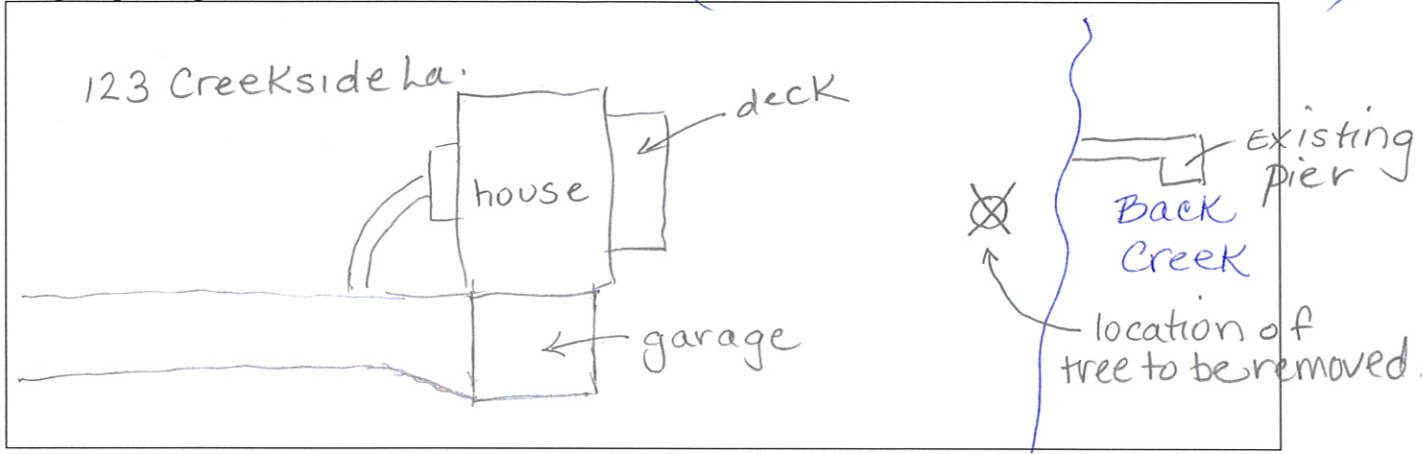 123 Creekside La.
deck
house
Existing
pier
Back
Creek
location of
tree to be removed.
garage